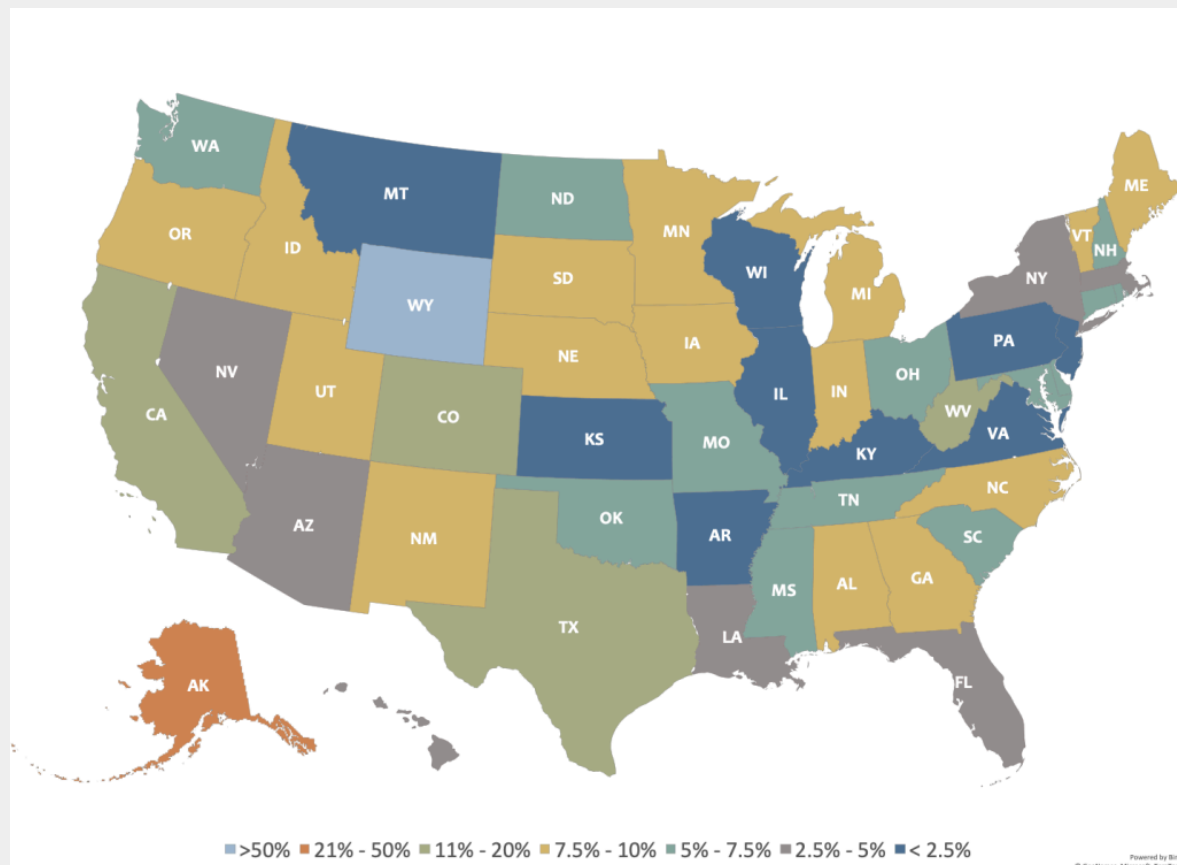 WA
MT
ND
MN
ME
OR
ID
SD
WI
VT
NH
NY
MI
WY
IA
NE
PA
NV
UT
CO
IL
IN
OH
CA
KS
MO
WV
VA
KY
AZ
NM
OK
TN
NC
AR
SC
MS
AL
GA
TX
LA
AK
FL
>50% 21% - 50% 11% - 20% 7.5% - 10% 5% - 7.5% 2.5% - 5% < 2.5%
Powered by Bin